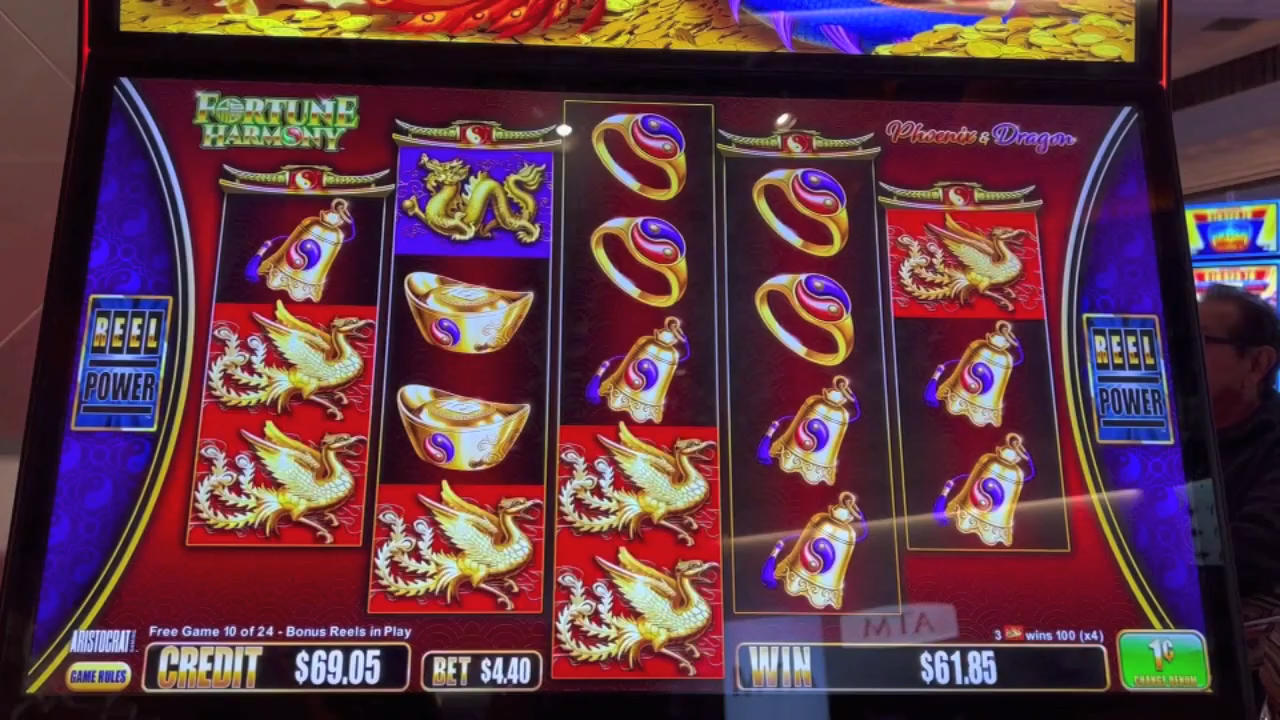 FORTUNE
HARMONY
Phoenix & Dragon
REEL
POWER
REEL
POWER
ARISTOCRAT
GAME RULES
Free Game 10 of 24 - Bonus Reels in Play
CREDIT $69.05
BET $4.40
MIA
3 wins 100 (x4)
WIN $61.85
1¢
CHANGE DENOM